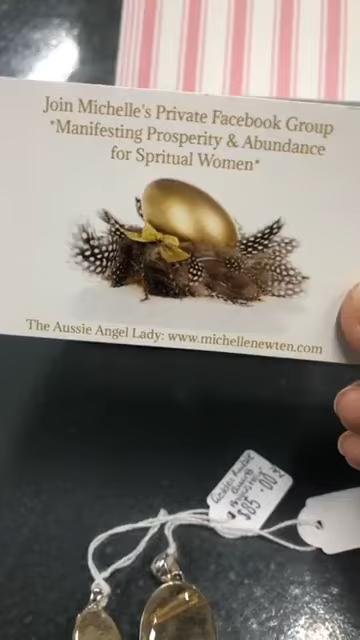 Join Michelle's Private Facebook Group
"Manifesting Prosperity & Abundance
for Spritual Women"
The Aussie Angel Lady: www.michellenewten.com
$85.00